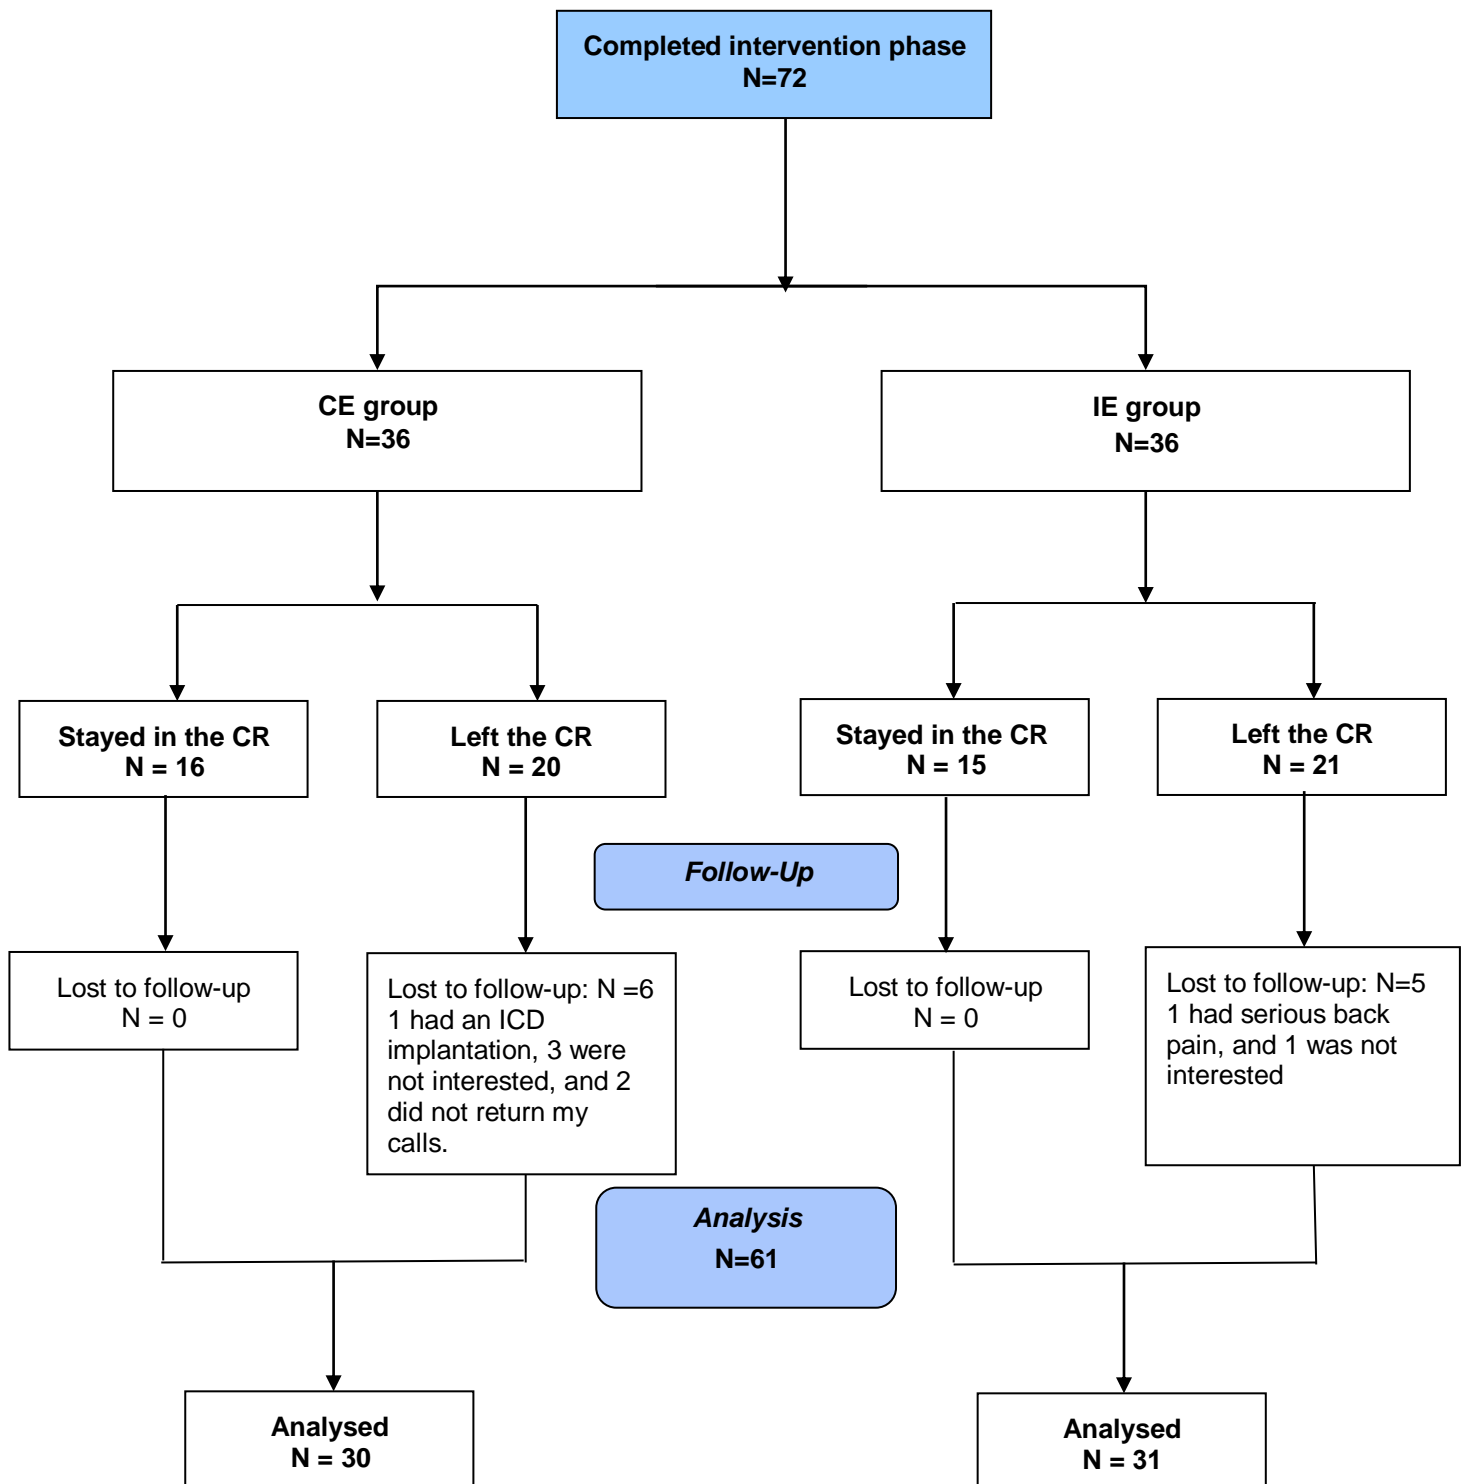 Completed intervention phase
N=72
CE group
N=36
IE group
N=36
Stayed in the CR
N = 16
Left the CR
N = 20
Stayed in the CR
N = 15
Left the CR
N = 21
Follow-Up
Lost to follow-up
N = 0
Lost to follow-up: N =6
1 had an ICD
implantation, 3 were
not interested, and 2
did not return my
calls.
Lost to follow-up
N = 0
Lost to follow-up: N=5
1 had serious back
pain, and 1 was not
interested
Analysis
N=61
Analysed
N = 30
Analysed
N = 31